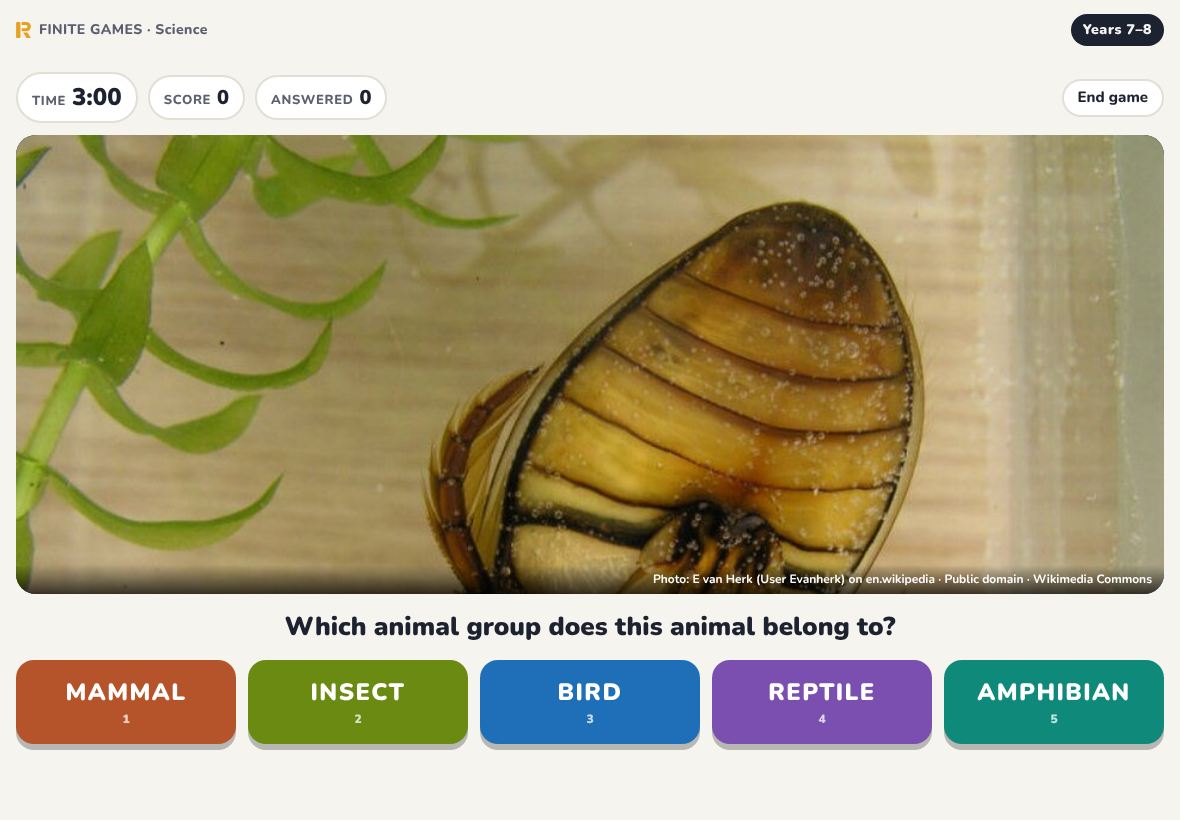 FINITE GAMES · Science
Years 7–8
TIME 3:00
SCORE 0
ANSWERED 0
End game
Photo: E van Herk (User Evanherk) on en.wikipedia · Public domain · Wikimedia Commons
Which animal group does this animal belong to?
MAMMAL
1
INSECT
2
BIRD
3
REPTILE
4
AMPHIBIAN
5